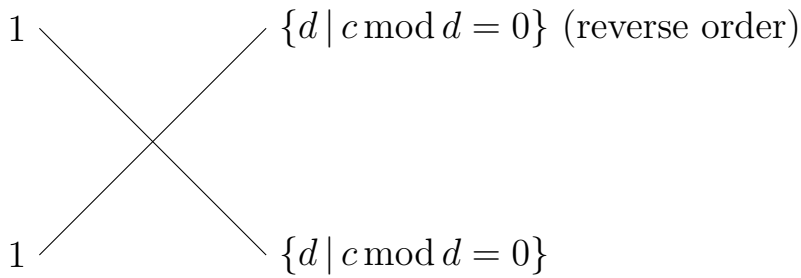 1 {d | c mod d = 0} (reverse order)
1 {d | c mod d = 0}